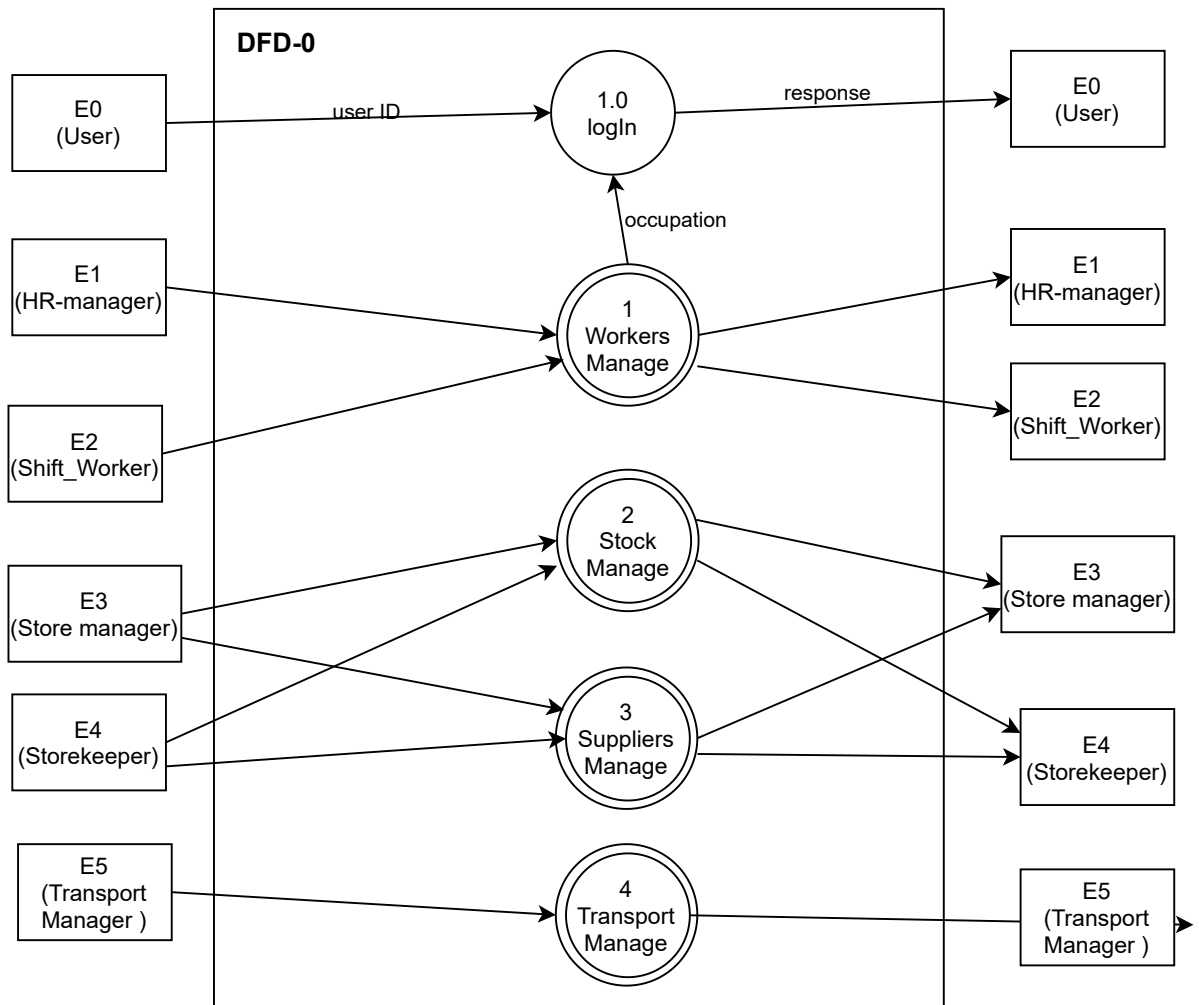 DFD-0
E0
(User)
user ID
1.0
logIn
response
E0
(User)
occupation
E1
(HR-manager)
1
Workers
Manage
E1
(HR-manager)
E2
(Shift_Worker)
E2
(Shift_Worker)
E3
(Store manager)
2
Stock
Manage
E3
(Store manager)
E4
(Storekeeper)
3
Suppliers
Manage
E4
(Storekeeper)
E5
(Transport
Manager )
4
Transport
Manage
E5
(Transport
Manager )